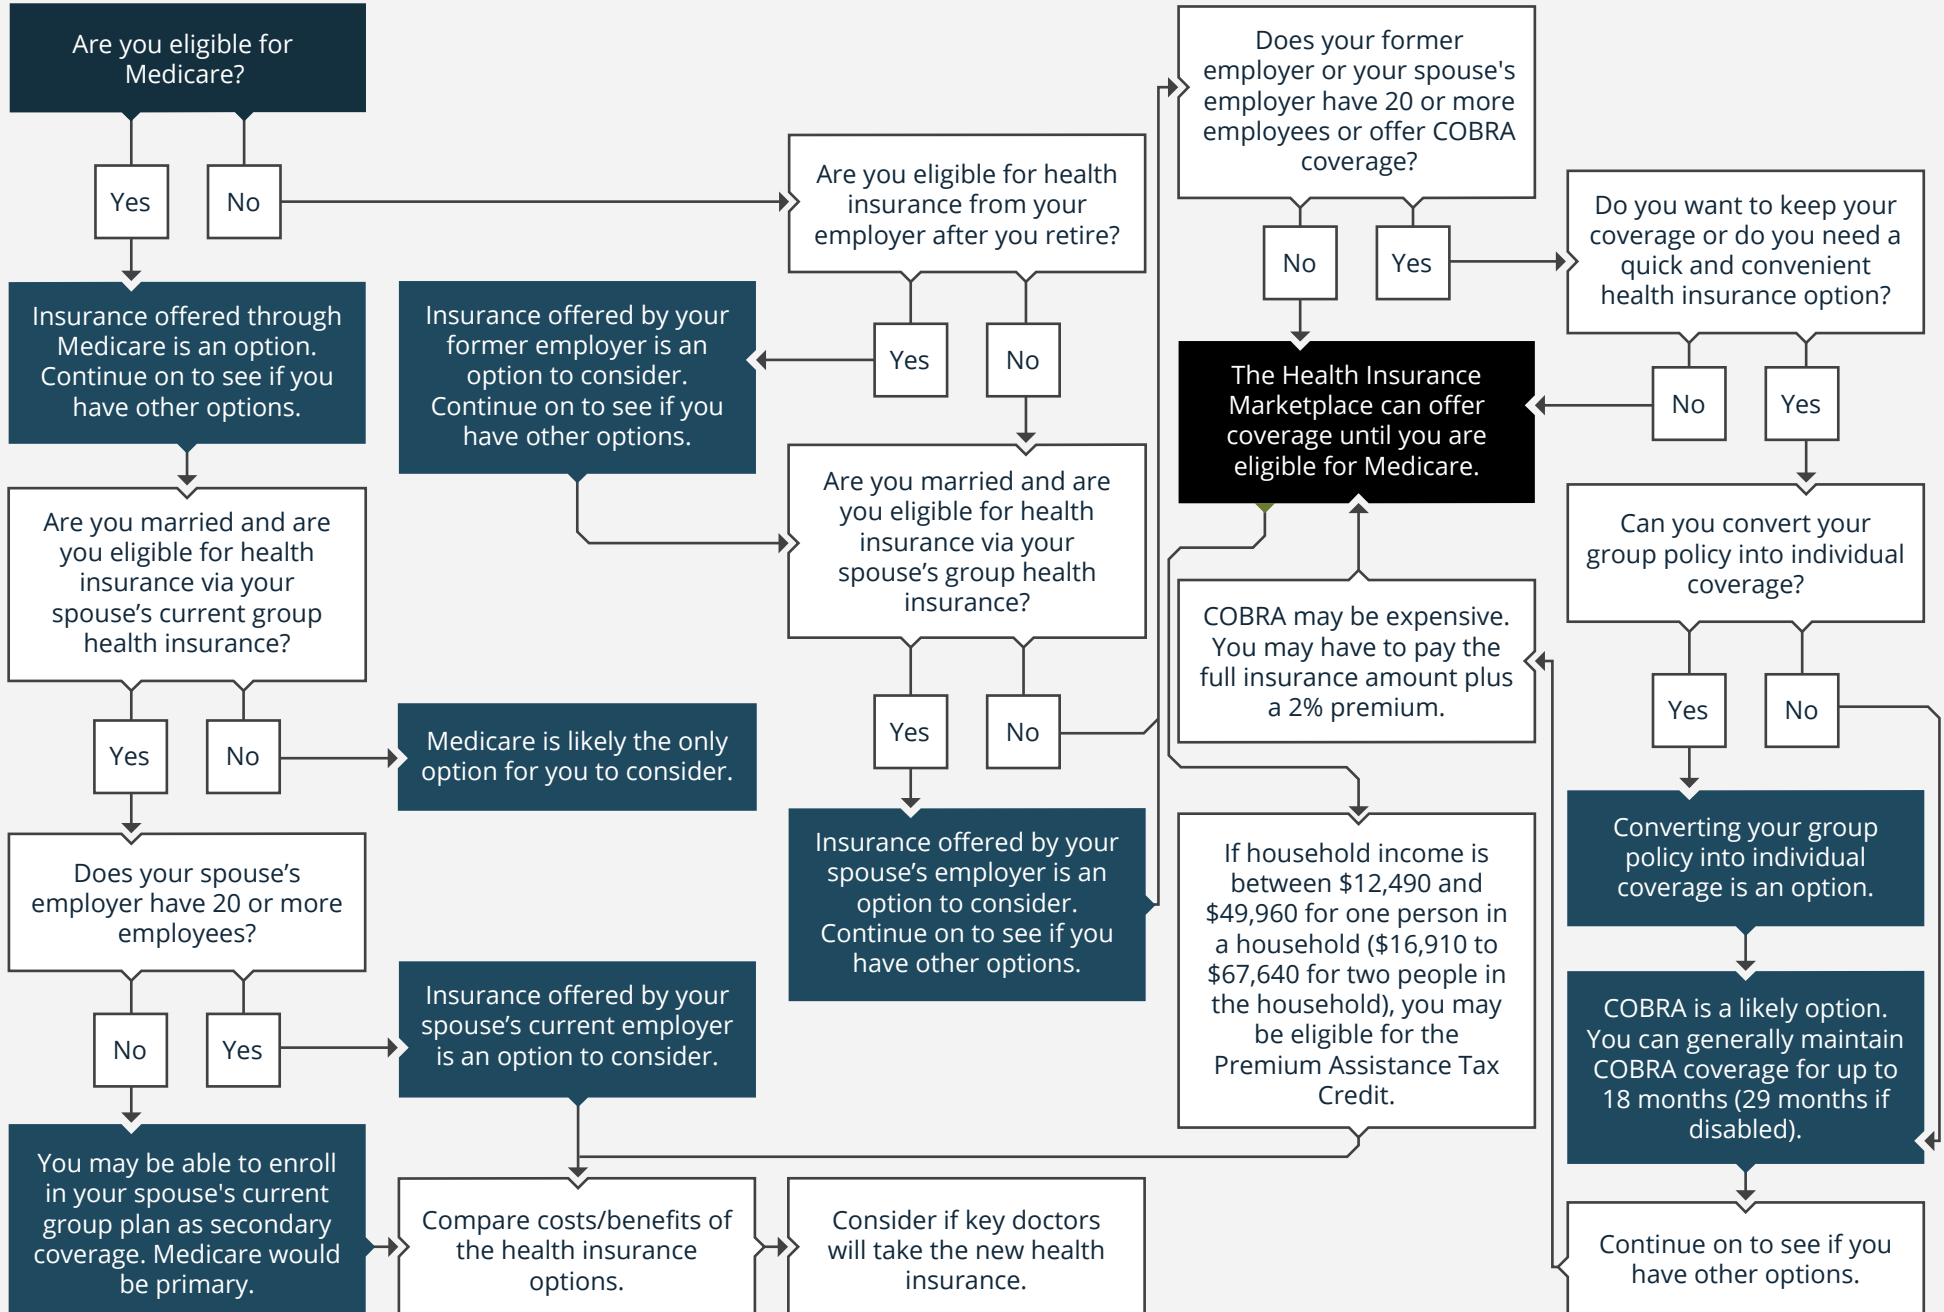 Are you eligible for
Medicare?
Yes
No
Insurance offered through
Medicare is an option.
Continue on to see if you
have other options.
Are you married and are
you eligible for health
insurance via your
spouse’s current group
health insurance?
Yes
No
Medicare is likely the only
option for you to consider.
Does your spouse’s
employer have 20 or more
employees?
No
Yes
Insurance offered by your
spouse’s current employer
is an option to consider.
You may be able to enroll
in your spouse's current
group plan as secondary
coverage. Medicare would
be primary.
Compare costs/benefits of
the health insurance
options.
Consider if key doctors
will take the new health
insurance.
Are you eligible for health
insurance from your
employer after you retire?
Yes
No
Insurance offered by your
former employer is an
option to consider.
Continue on to see if you
have other options.
Are you married and are
you eligible for health
insurance via your
spouse’s group health
insurance?
Yes
No
Insurance offered by your
spouse’s employer is an
option to consider.
Continue on to see if you
have other options.
Does your former
employer or your spouse's
employer have 20 or more
employees or offer COBRA
coverage?
No
Yes
The Health Insurance
Marketplace can offer
coverage until you are
eligible for Medicare.
COBRA may be expensive.
You may have to pay the
full insurance amount plus
a 2% premium.
If household income is
between $12,490 and
$49,960 for one person in
a household ($16,910 to
$67,640 for two people in
the household), you may
be eligible for the
Premium Assistance Tax
Credit.
Do you want to keep your
coverage or do you need a
quick and convenient
health insurance option?
No
Yes
Can you convert your
group policy into individual
coverage?
Yes
No
Converting your group
policy into individual
coverage is an option.
COBRA is a likely option.
You can generally maintain
COBRA coverage for up to
18 months (29 months if
disabled).
Continue on to see if you
have other options.